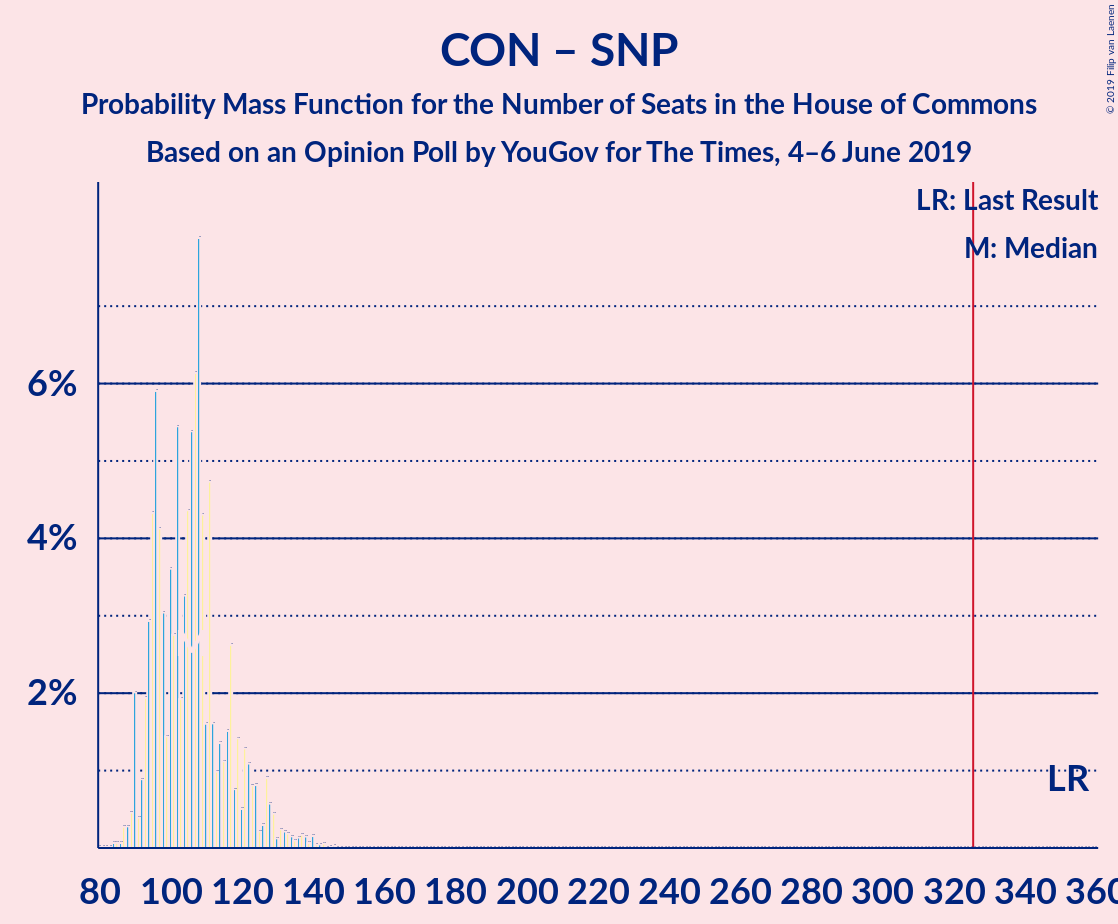 CON – SNP
Probability Mass Function for the Number of Seats in the House of Commons
Based on an Opinion Poll by YouGov for The Times, 4–6 June 2019
© 2019 Filip van Laenen
LR: Last Result
M: Median
6%
4%
2%
LR
80 100 120 140 160 180 200 220 240 260 280 300 320 340 360